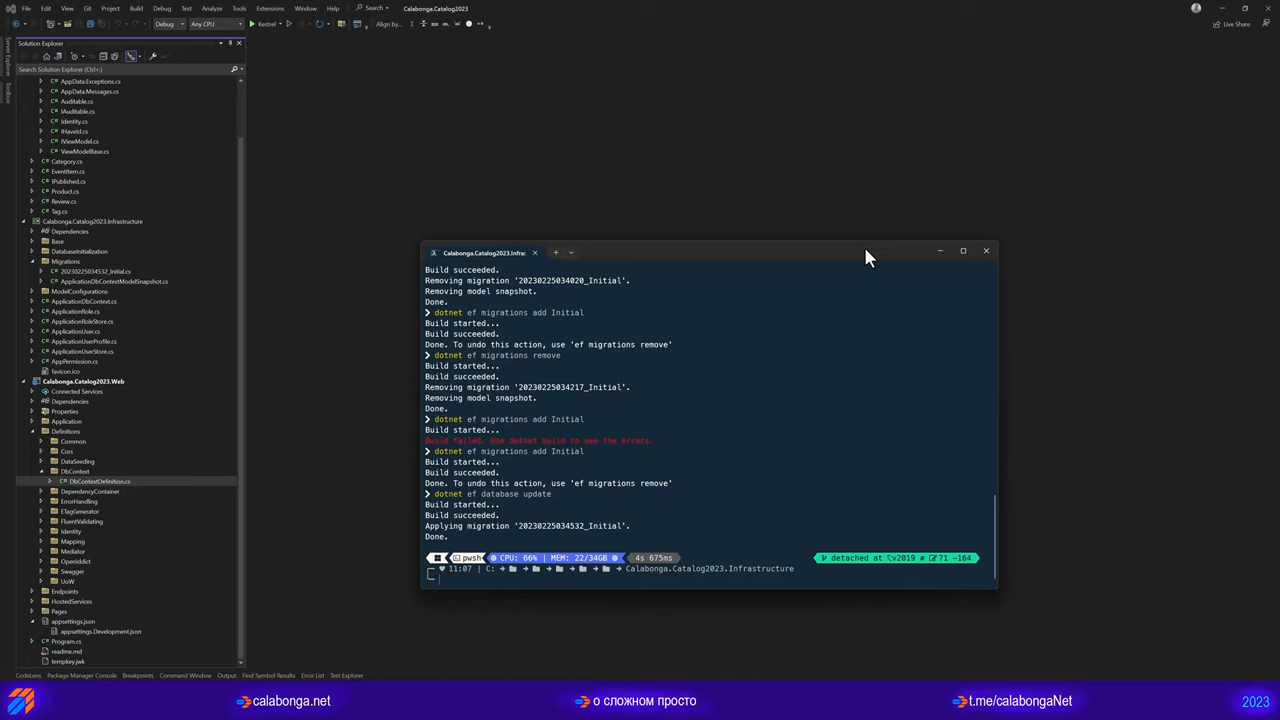 File Edit View Git Project Build Debug Test Analyze Tools Extensions Window Help Search Calabonga.Catalog2023
Debug Any CPU Kestrel Align by... Live Share
Server Explorer
Toolbox
Solution Explorer
Search Solution Explorer (Ctrl+;)
AppData.Exceptions.cs
AppData.Messages.cs
Auditable.cs
IAuditable.cs
Identity.cs
IHaveId.cs
IViewModel.cs
ViewModelBase.cs
Category.cs
EventItem.cs
IPublished.cs
Product.cs
Review.cs
Tag.cs
Calabonga.Catalog2023.Infrastructure
Dependencies
Base
DatabaseInitialization
Migrations
20230225034532_Initial.cs
ApplicationDbContextModelSnapshot.cs
ModelConfigurations
ApplicationDbContext.cs
ApplicationRole.cs
ApplicationRoleStore.cs
ApplicationUser.cs
ApplicationUserProfile.cs
ApplicationUserStore.cs
AppPermission.cs
favicon.ico
Calabonga.Catalog2023.Web
Connected Services
Dependencies
Properties
Application
Definitions
Common
Cors
DataSeeding
DbContext
DbContextDefinition.cs
DependencyContainer
ErrorHandling
ETagGenerator
FluentValidating
Identity
Mapping
Mediator
OpenIddict
Swagger
UoW
Endpoints
HostedServices
Pages
appsettings.json
appsettings.Development.json
Program.cs
readme.md
tempkey.jwk
Calabonga.Catalog2023.Infra:
Build succeeded.
Removing migration '20230225034020_Initial'.
Removing model snapshot.
Done.
❯ dotnet ef migrations add Initial
Build started...
Build succeeded.
Done. To undo this action, use 'ef migrations remove'
❯ dotnet ef migrations remove
Build started...
Build succeeded.
Removing migration '20230225034217_Initial'.
Removing model snapshot.
Done.
❯ dotnet ef migrations add Initial
Build started...
Build failed. Use dotnet build to see the errors.
❯ dotnet ef migrations add Initial
Build started...
Build succeeded.
Done. To undo this action, use 'ef migrations remove'
❯ dotnet ef database update
Build started...
Build succeeded.
Applying migration '20230225034532_Initial'.
Done.
pwsh CPU: 66% | MEM: 22/34GB 4s 675ms detached at v2019 ≠ ?1 ~164
♥ 11:07 | C: → → → → → → Calabonga.Catalog2023.Infrastructure
CodeLens Package Manager Console Breakpoints Command Window Output Find Symbol Results Error List Test Explorer
calabonga.net о сложном просто t.me/calabongaNet 2023